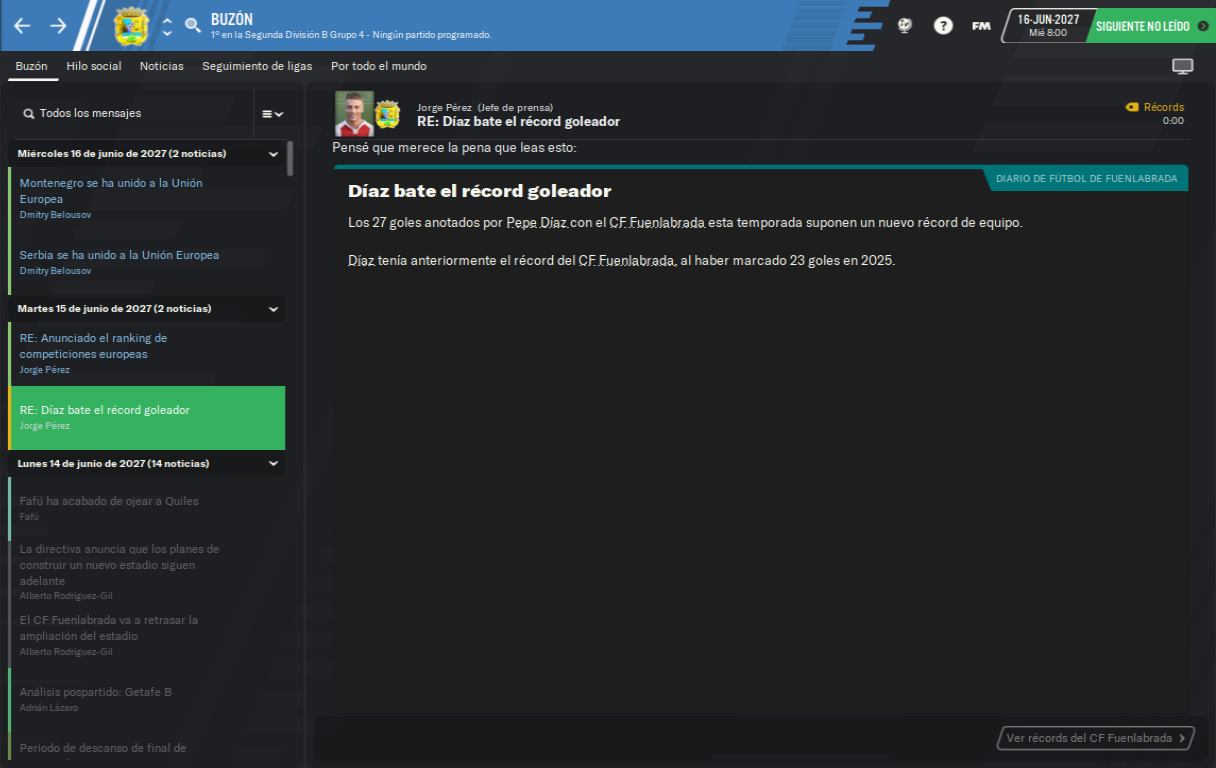 BUZÓN
1º en la Segunda División B Grupo 4 - Ningún partido programado.
?
FM
16-JUN-2027
Mié 8:00
SIGUIENTE NO LEÍDO
Buzón
Hilo social
Noticias
Seguimiento de ligas
Por todo el mundo
Todos los mensajes
Miércoles 16 de junio de 2027 (2 noticias)
Montenegro se ha unido a la Unión
Europea
Dmitry Belousov
Serbia se ha unido a la Unión Europea
Dmitry Belousov
Martes 15 de junio de 2027 (2 noticias)
RE: Anunciado el ranking de
competiciones europeas
Jorge Pérez
RE: Díaz bate el récord goleador
Jorge Pérez
Lunes 14 de junio de 2027 (14 noticias)
Fafú ha acabado de ojear a Quiles
Fafú
La directiva anuncia que los planes de
construir un nuevo estadio siguen
adelante
Alberto Rodríguez-Gil
El CF Fuenlabrada va a retrasar la
ampliación del estadio
Alberto Rodríguez-Gil
Análisis pospartido: Getafe B
Adrián Lázaro
Periodo de descanso de final de
Jorge Pérez (Jefe de prensa)
RE: Díaz bate el récord goleador
Récords
0:00
Pensé que merece la pena que leas esto:
DIARIO DE FÚTBOL DE FUENLABRADA
Díaz bate el récord goleador
Los 27 goles anotados por Pepe Díaz con el CF Fuenlabrada esta temporada suponen un nuevo récord de equipo.
Díaz tenía anteriormente el récord del CF Fuenlabrada, al haber marcado 23 goles en 2025.
Ver récords del CF Fuenlabrada